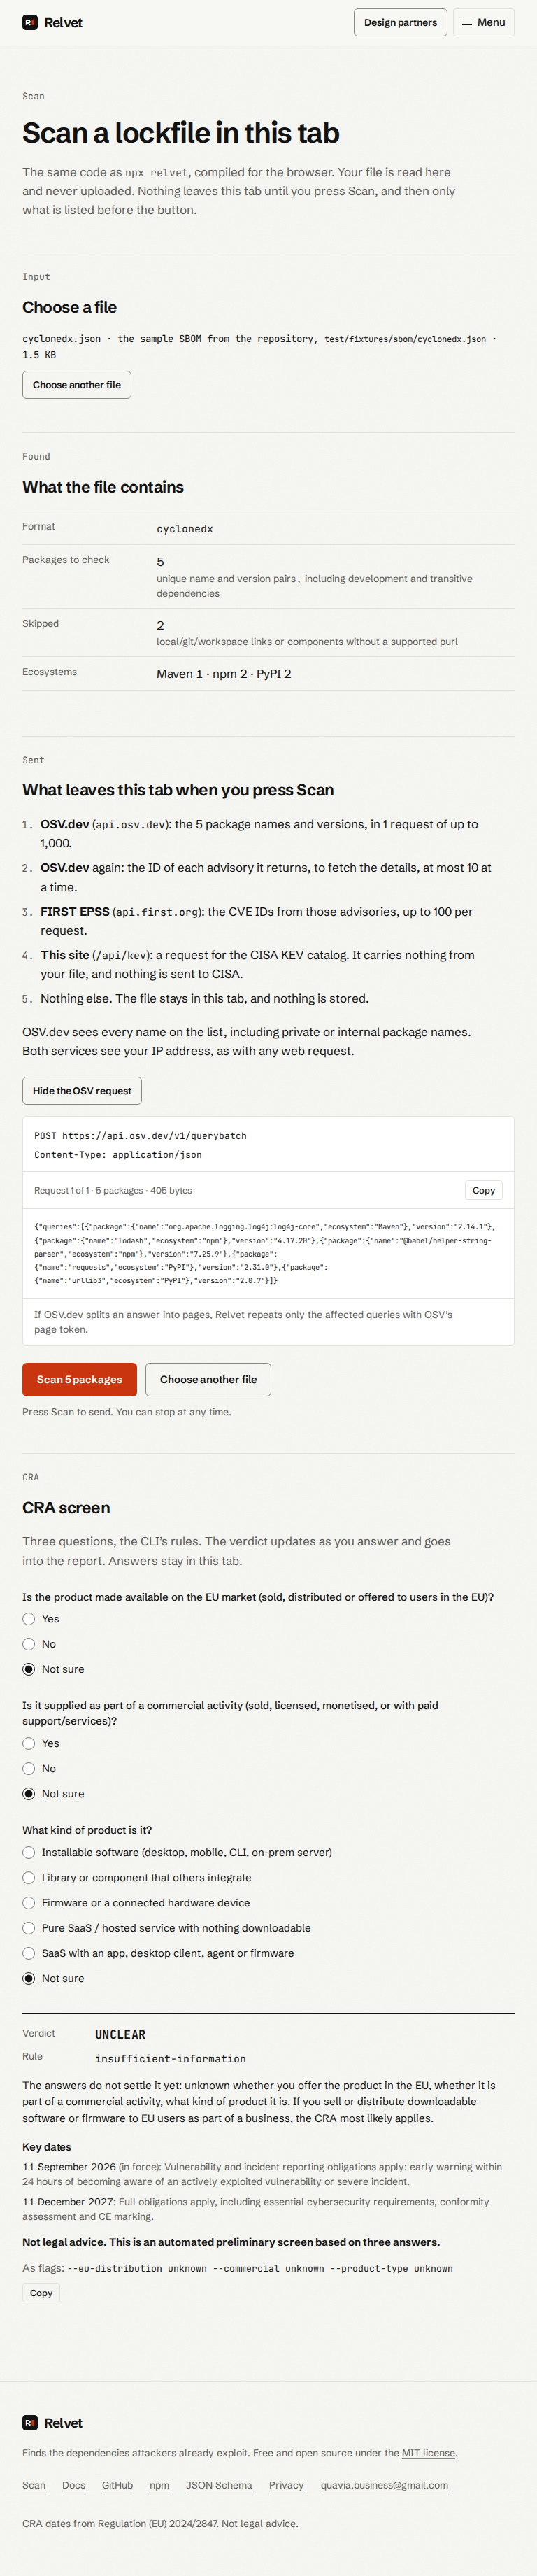 Relvet
Design partners
Menu
Scan
Scan a lockfile in this tab
The same code as npx relvet, compiled for the browser. Your file is read here
and never uploaded. Nothing leaves this tab until you press Scan, and then only
what is listed before the button.
Input
Choose a file
cyclonedx.json · the sample SBOM from the repository, test/fixtures/sbom/cyclonedx.json ·
1.5 KB
Choose another file
Found
What the file contains
Format
cyclonedx
Packages to check
5
unique name and version pairs, including development and transitive
dependencies
Skipped
2
local/git/workspace links or components without a supported purl
Ecosystems
Maven 1 · npm 2 · PyPI 2
Sent
What leaves this tab when you press Scan
1. OSV.dev (api.osv.dev): the 5 package names and versions, in 1 request of up to
1,000.
2. OSV.dev again: the ID of each advisory it returns, to fetch the details, at most 10 at
a time.
3. FIRST EPSS (api.first.org): the CVE IDs from those advisories, up to 100 per
request.
4. This site (/api/kev): a request for the CISA KEV catalog. It carries nothing from
your file, and nothing is sent to CISA.
5. Nothing else. The file stays in this tab, and nothing is stored.
OSV.dev sees every name on the list, including private or internal package names.
Both services see your IP address, as with any web request.
Hide the OSV request
POST https://api.osv.dev/v1/querybatch
Content-Type: application/json
Request 1 of 1 · 5 packages · 405 bytes
Copy
{"queries":[{"package":{"name":"org.apache.logging.log4j:log4j-core","ecosystem":"Maven"},"version":"2.14.1"},
{"package":{"name":"lodash","ecosystem":"npm"},"version":"4.17.20"},{"package":{"name":"@babel/helper-string-
parser","ecosystem":"npm"},"version":"7.25.9"},{"package":
{"name":"requests","ecosystem":"PyPI"},"version":"2.31.0"},{"package":
{"name":"urllib3","ecosystem":"PyPI"},"version":"2.0.7"}]}
If OSV.dev splits an answer into pages, Relvet repeats only the affected queries with OSV's
page token.
Scan 5 packages
Choose another file
Press Scan to send. You can stop at any time.
CRA
CRA screen
Three questions, the CLI's rules. The verdict updates as you answer and goes
into the report. Answers stay in this tab.
Is the product made available on the EU market (sold, distributed or offered to users in the EU)?
Yes
No
Not sure
Is it supplied as part of a commercial activity (sold, licensed, monetised, or with paid
support/services)?
Yes
No
Not sure
What kind of product is it?
Installable software (desktop, mobile, CLI, on-prem server)
Library or component that others integrate
Firmware or a connected hardware device
Pure SaaS / hosted service with nothing downloadable
SaaS with an app, desktop client, agent or firmware
Not sure
Verdict
UNCLEAR
Rule
insufficient-information
The answers do not settle it yet: unknown whether you offer the product in the EU, whether it is
part of a commercial activity, what kind of product it is. If you sell or distribute downloadable
software or firmware to EU users as part of a business, the CRA most likely applies.
Key dates
11 September 2026 (in force): Vulnerability and incident reporting obligations apply: early warning within
24 hours of becoming aware of an actively exploited vulnerability or severe incident.
11 December 2027: Full obligations apply, including essential cybersecurity requirements, conformity
assessment and CE marking.
Not legal advice. This is an automated preliminary screen based on three answers.
As flags: --eu-distribution unknown --commercial unknown --product-type unknown
Copy
Relvet
Finds the dependencies attackers already exploit. Free and open source under the MIT license.
Scan
Docs
GitHub
npm
JSON Schema
Privacy
quavia.business@gmail.com
CRA dates from Regulation (EU) 2024/2847. Not legal advice.